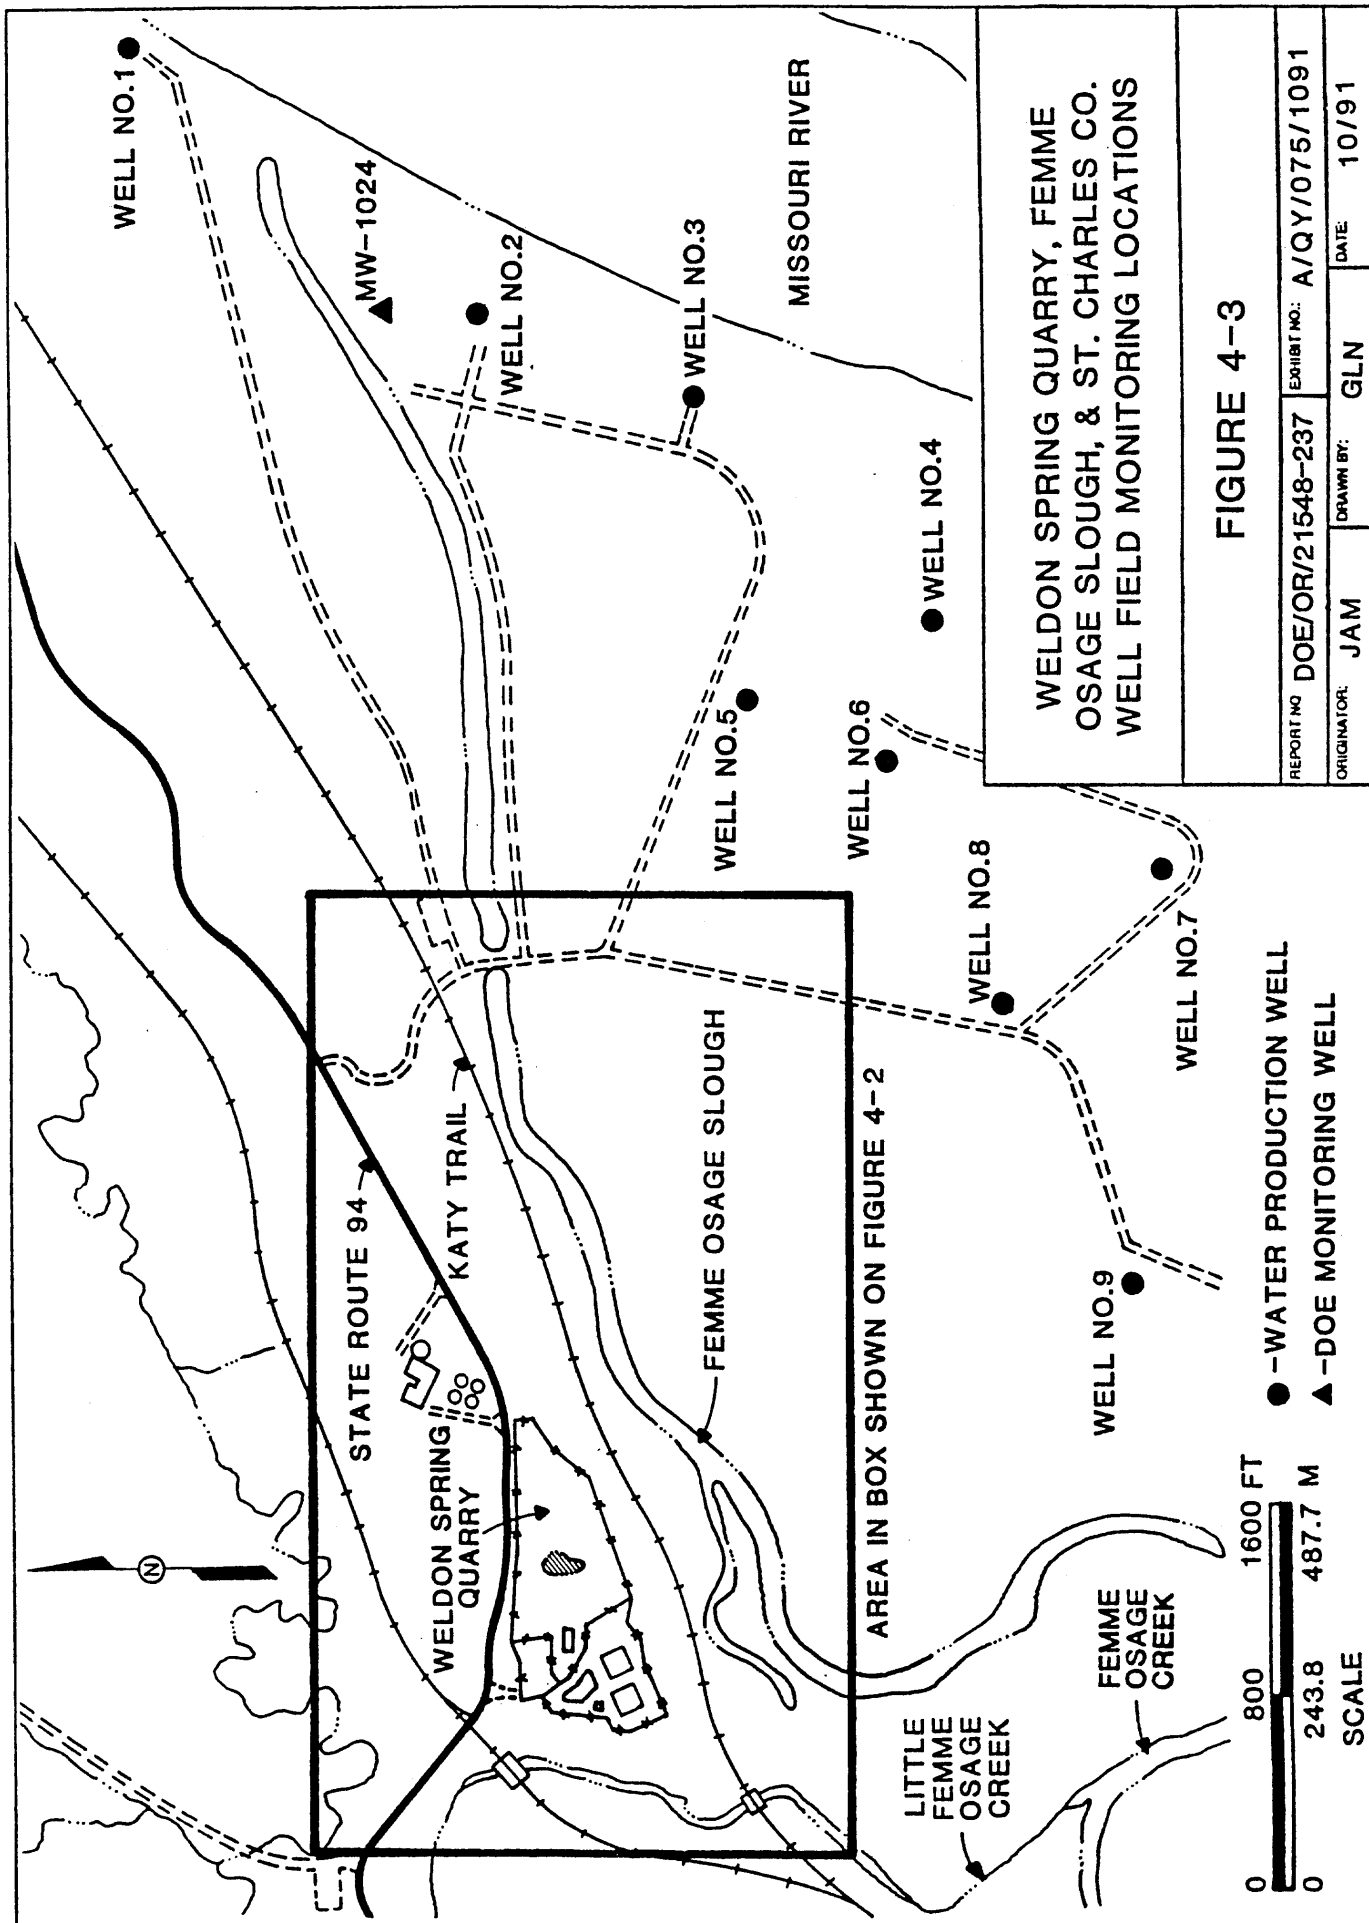 WELL NO.1
MW-1024
WELL NO.2
WELL NO.3
MISSOURI RIVER
WELL NO.4
WELL NO.5
WELL NO.6
WELL NO.8
WELL NO.7
WELL NO.9
STATE ROUTE 94
KATY TRAIL
WELDON SPRING
QUARRY
FEMME OSAGE SLOUGH
AREA IN BOX SHOWN ON FIGURE 4-2
N
LITTLE
FEMME
OSAGE
CREEK
FEMME
OSAGE
CREEK
0 800 1600 FT
0 243.8 487.7 M
SCALE
●-WATER PRODUCTION WELL
▲-DOE MONITORING WELL
WELDON SPRING QUARRY, FEMME
OSAGE SLOUGH, & ST. CHARLES CO.
WELL FIELD MONITORING LOCATIONS
FIGURE 4-3
REPORT NO DOE/OR/21548-237 EXHIBIT NO.: A/QY/075/1091
ORIGINATOR: JAM DRAWN BY: GLN DATE: 10/91